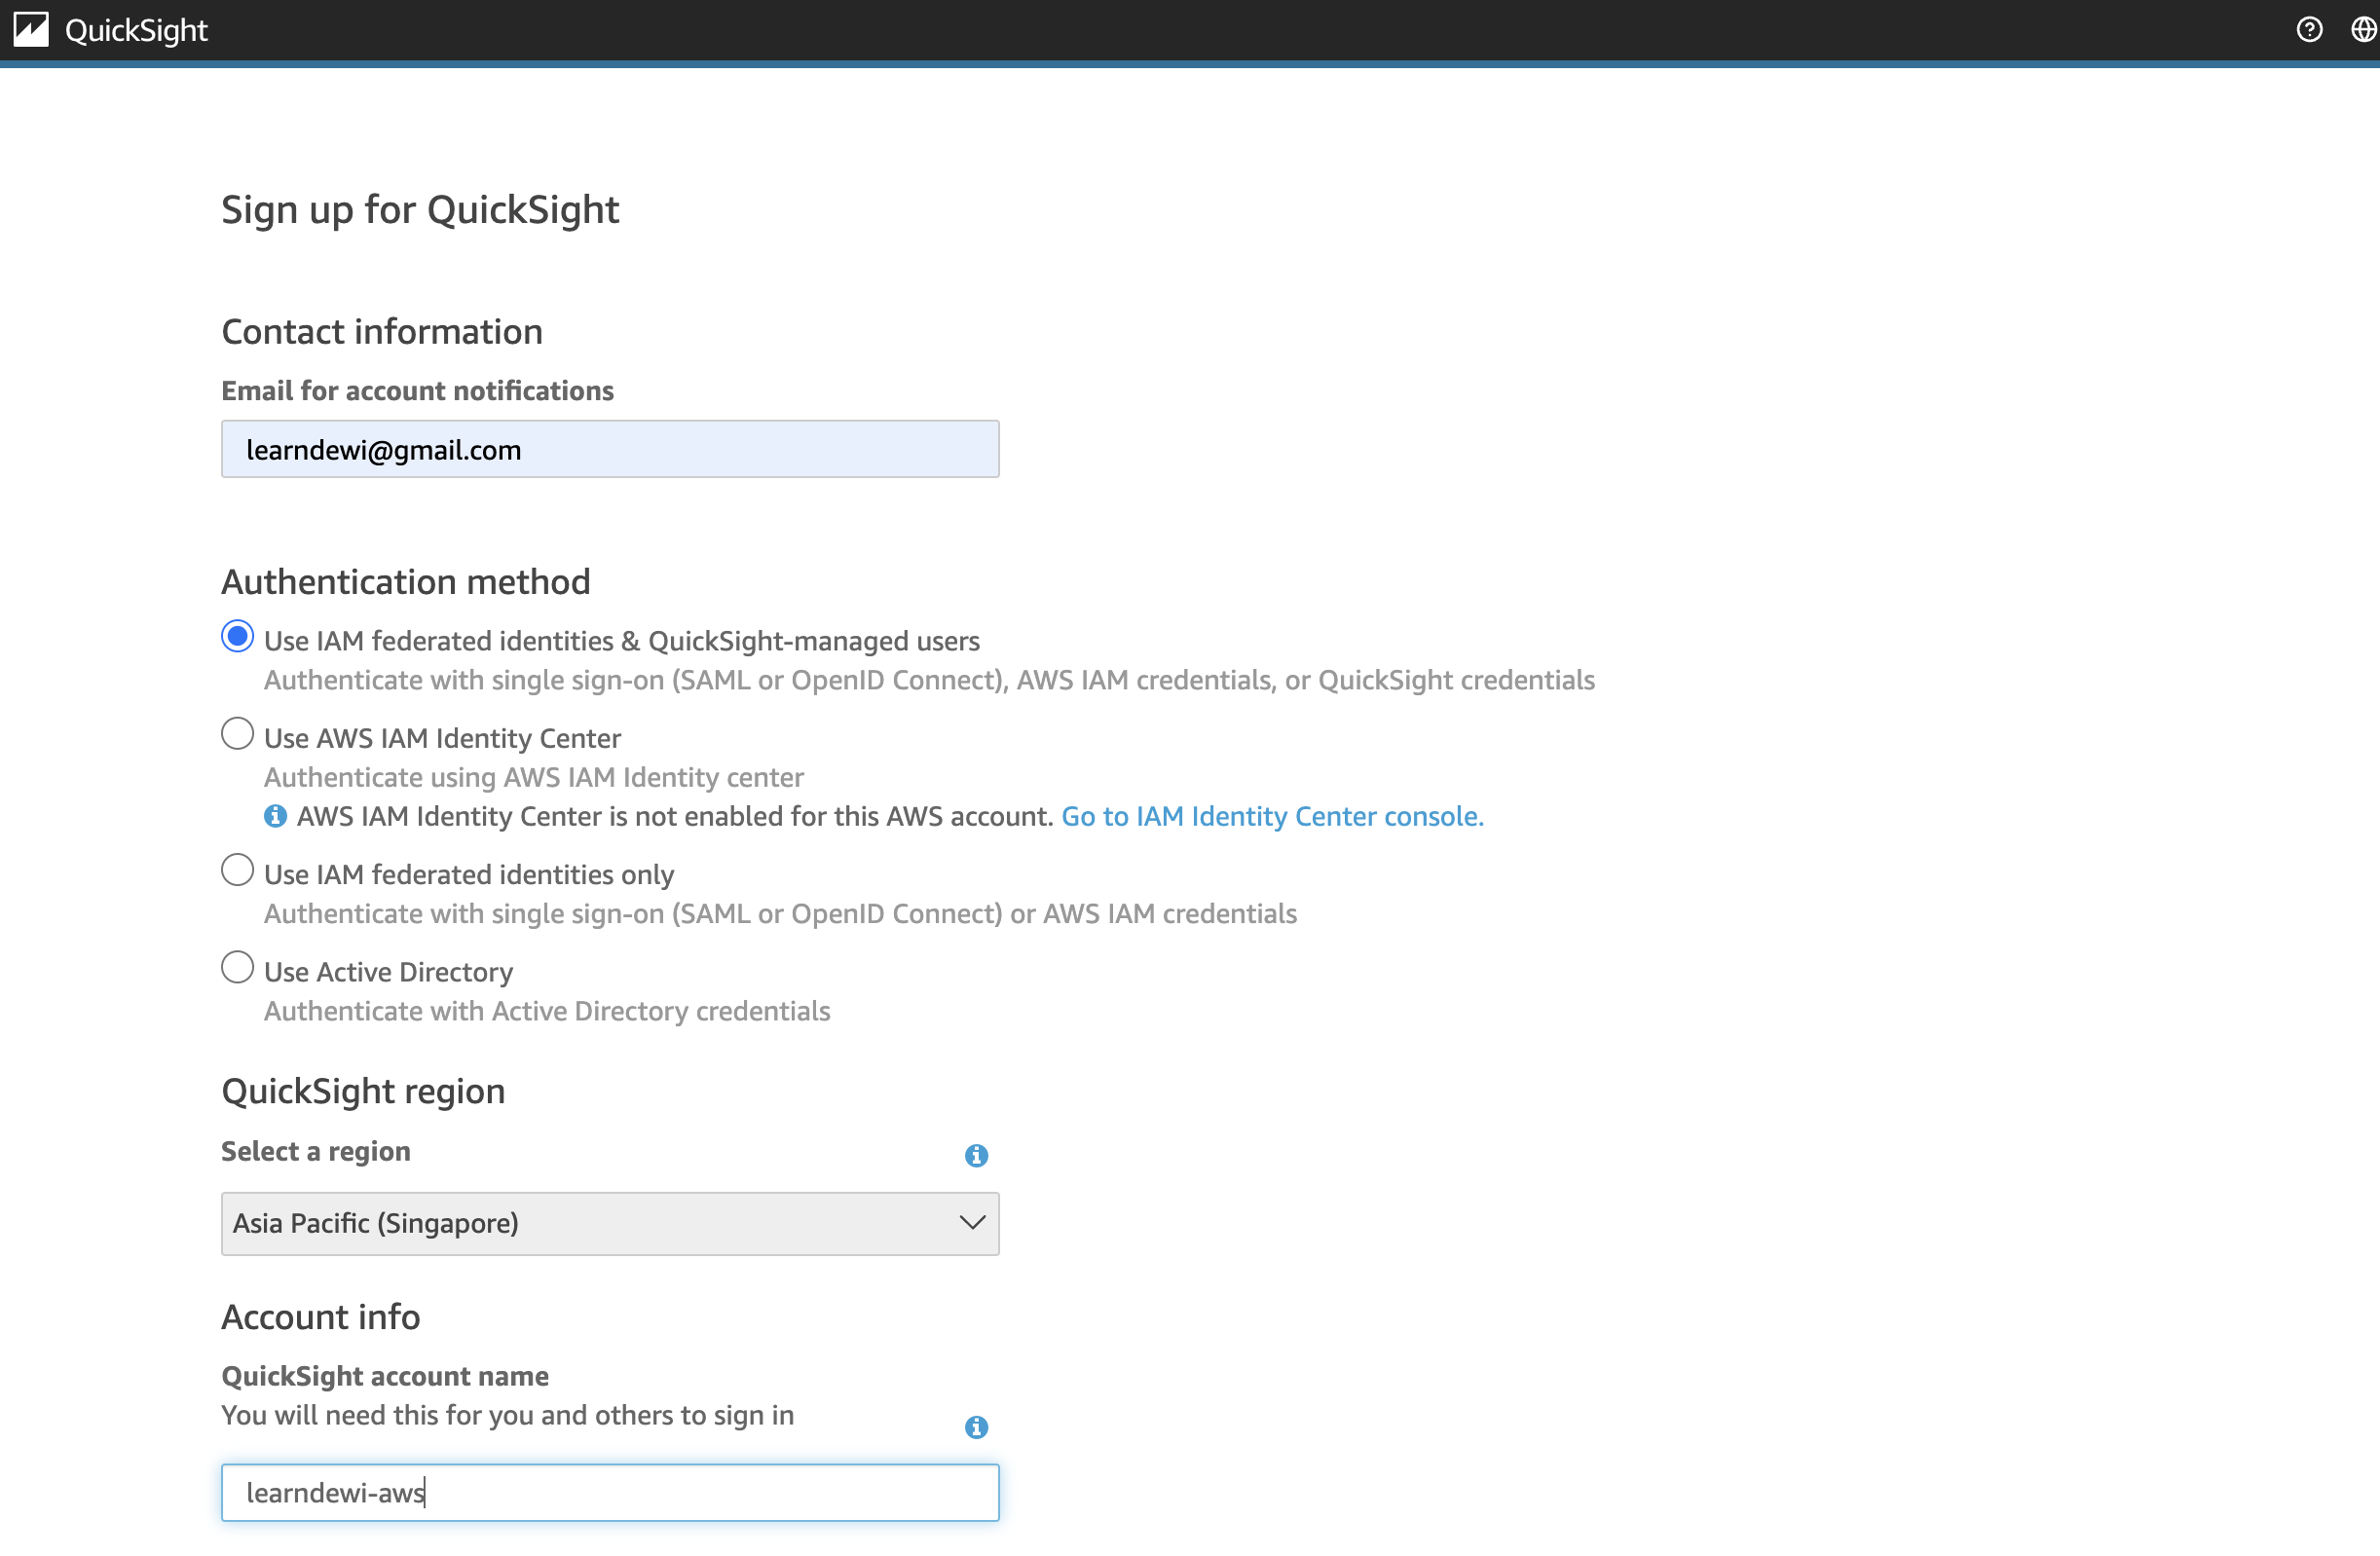 QuickSight
Sign up for QuickSight
Contact information
Email for account notifications
learndewi@gmail.com
Authentication method
Use IAM federated identities & QuickSight-managed users
Authenticate with single sign-on (SAML or OpenID Connect), AWS IAM credentials, or QuickSight credentials
Use AWS IAM Identity Center
Authenticate using AWS IAM Identity center
AWS IAM Identity Center is not enabled for this AWS account. Go to IAM Identity Center console.
Use IAM federated identities only
Authenticate with single sign-on (SAML or OpenID Connect) or AWS IAM credentials
Use Active Directory
Authenticate with Active Directory credentials
QuickSight region
Select a region
Asia Pacific (Singapore)
Account info
QuickSight account name
You will need this for you and others to sign in
learndewi-aws